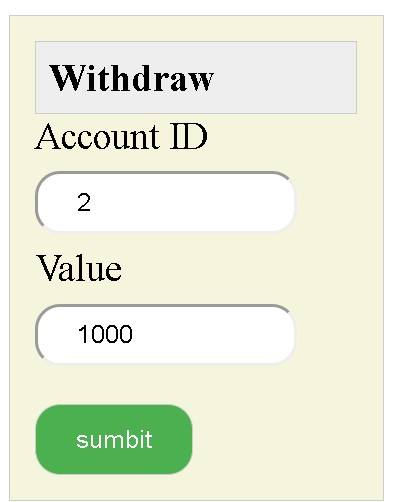 Withdraw
Account ID
2
Value
1000
sumbit